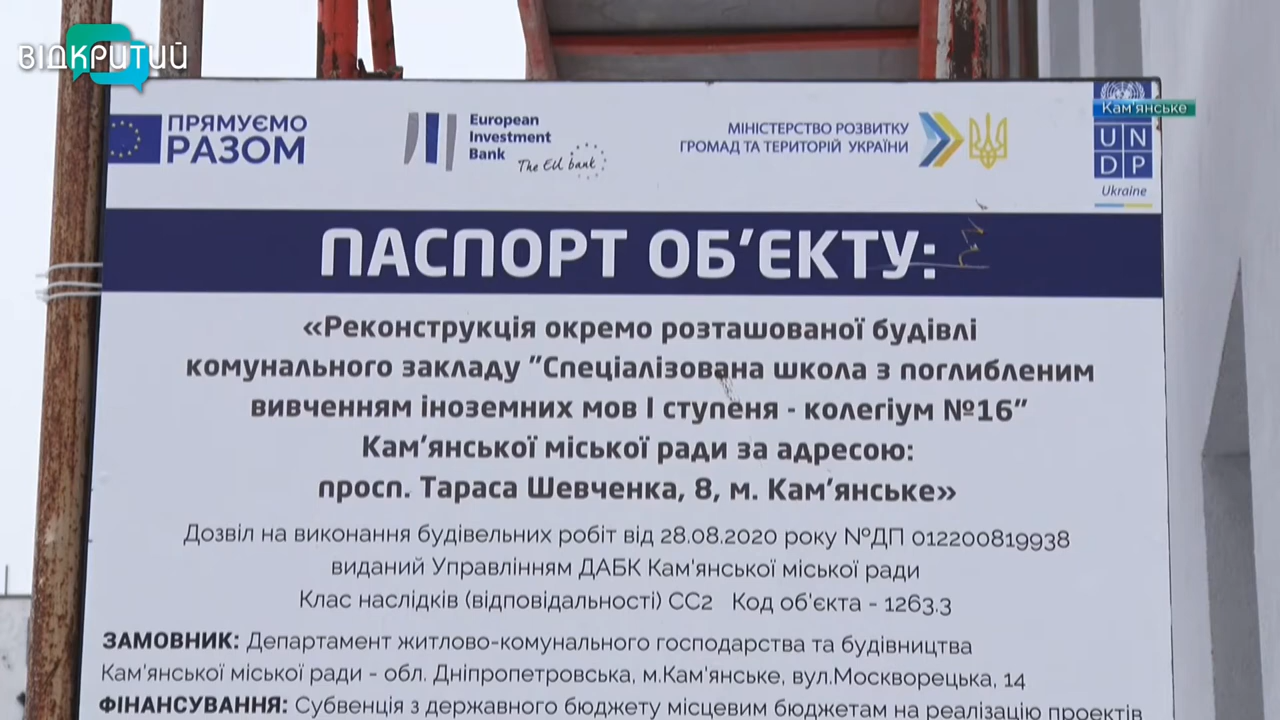 ВІДКРИТИЙ
Кам'янське
ПРЯМУЄМО
РАЗОМ
European
Investment
Bank
The EU bank
МІНІСТЕРСТВО РОЗВИТКУ
ГРОМАД ТА ТЕРИТОРІЙ УКРАЇНИ
U N
D P
Ukraine
ПАСПОРТ ОБ'ЄКТУ:
«Реконструкція окремо розташованої будівлі
комунального закладу "Спеціалізована школа з поглибленим
вивченням іноземних мов І ступеня - колегіум №16"
Кам'янської міської ради за адресою:
просп. Тараса Шевченка, 8, м. Кам'янське»
Дозвіл на виконання будівельних робіт від 28.08.2020 року №ДП 012200819938
виданий Управлінням ДАБК Кам'янської міської ради
Клас наслідків (відповідальності) СС2 Код об'єкта - 1263.3
ЗАМОВНИК: Департамент житлово-комунального господарства та будівництва
Кам'янської міської ради - обл. Дніпропетровська, м.Кам'янське, вул.Москворецька, 14
ФІНАНСУВАННЯ: Субвенція з державного бюджету місцевим бюджетам на реалізацію проектів